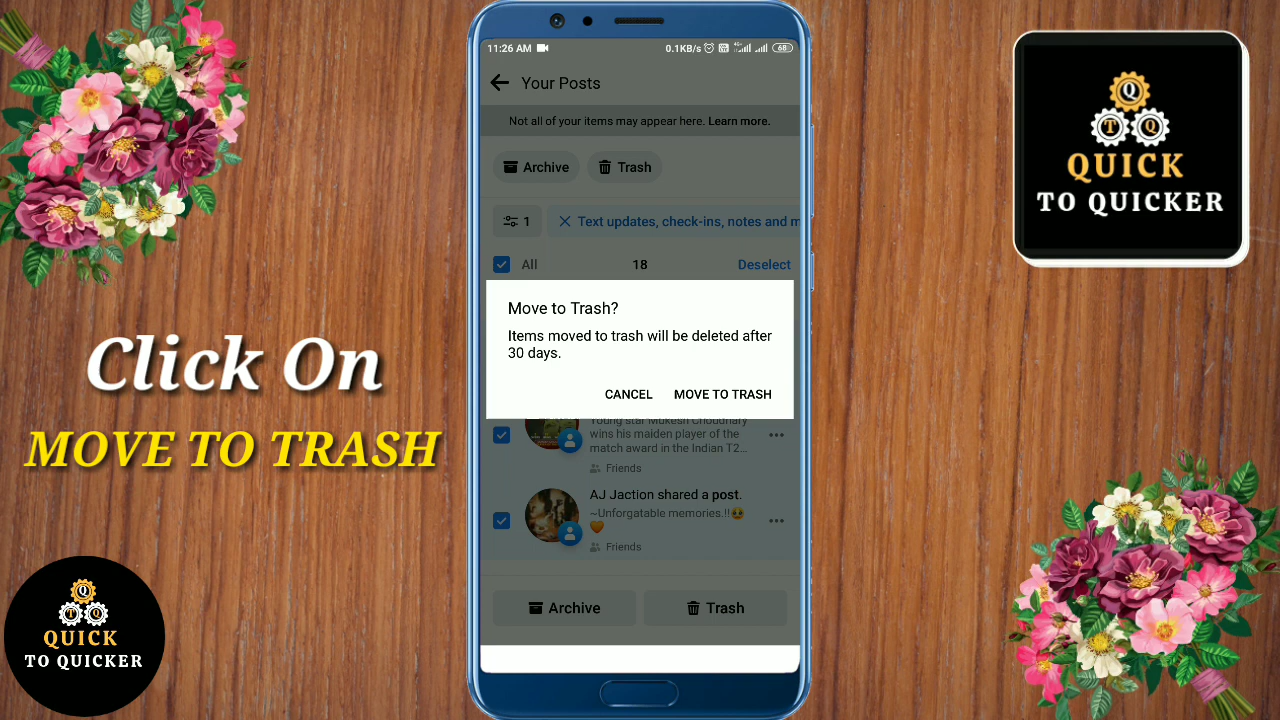 11:26 AM
0.1KB/s
4G
68
Your Posts
Not all of your items may appear here. Learn more.
Archive
Trash
1
Text updates, check-ins, notes and m
All
18
Deselect
Move to Trash?
Items moved to trash will be deleted after
30 days.
CANCEL
MOVE TO TRASH
Young star Mukesh Choudhary
wins his maiden player of the
match award in the Indian T2...
Friends
AJ Jaction shared a post.
~Unforgatable memories.!!🥺
🧡
Friends
Archive
Trash
Click On
MOVE TO TRASH
Q
T Q
QUICK
TO QUICKER
Q
T Q
QUICK
TO QUICKER